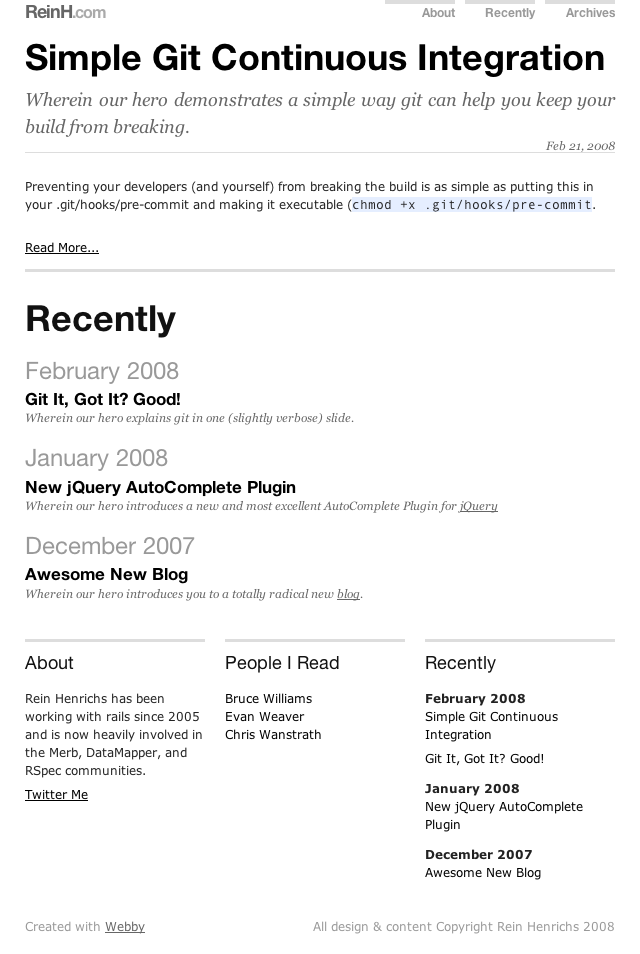 ReinH.com
About Recently Archives
Simple Git Continuous Integration
Wherein our hero demonstrates a simple way git can help you keep your
build from breaking.
Feb 21, 2008
Preventing your developers (and yourself) from breaking the build is as simple as putting this in
your .git/hooks/pre-commit and making it executable (chmod +x .git/hooks/pre-commit.
Read More...
Recently
February 2008
Git It, Got It? Good!
Wherein our hero explains git in one (slightly verbose) slide.
January 2008
New jQuery AutoComplete Plugin
Wherein our hero introduces a new and most excellent AutoComplete Plugin for jQuery
December 2007
Awesome New Blog
Wherein our hero introduces you to a totally radical new blog.
About
Rein Henrichs has been
working with rails since 2005
and is now heavily involved in
the Merb, DataMapper, and
RSpec communities.
Twitter Me
People I Read
Bruce Williams
Evan Weaver
Chris Wanstrath
Recently
February 2008
Simple Git Continuous
Integration
Git It, Got It? Good!
January 2008
New jQuery AutoComplete
Plugin
December 2007
Awesome New Blog
Created with Webby
All design & content Copyright Rein Henrichs 2008